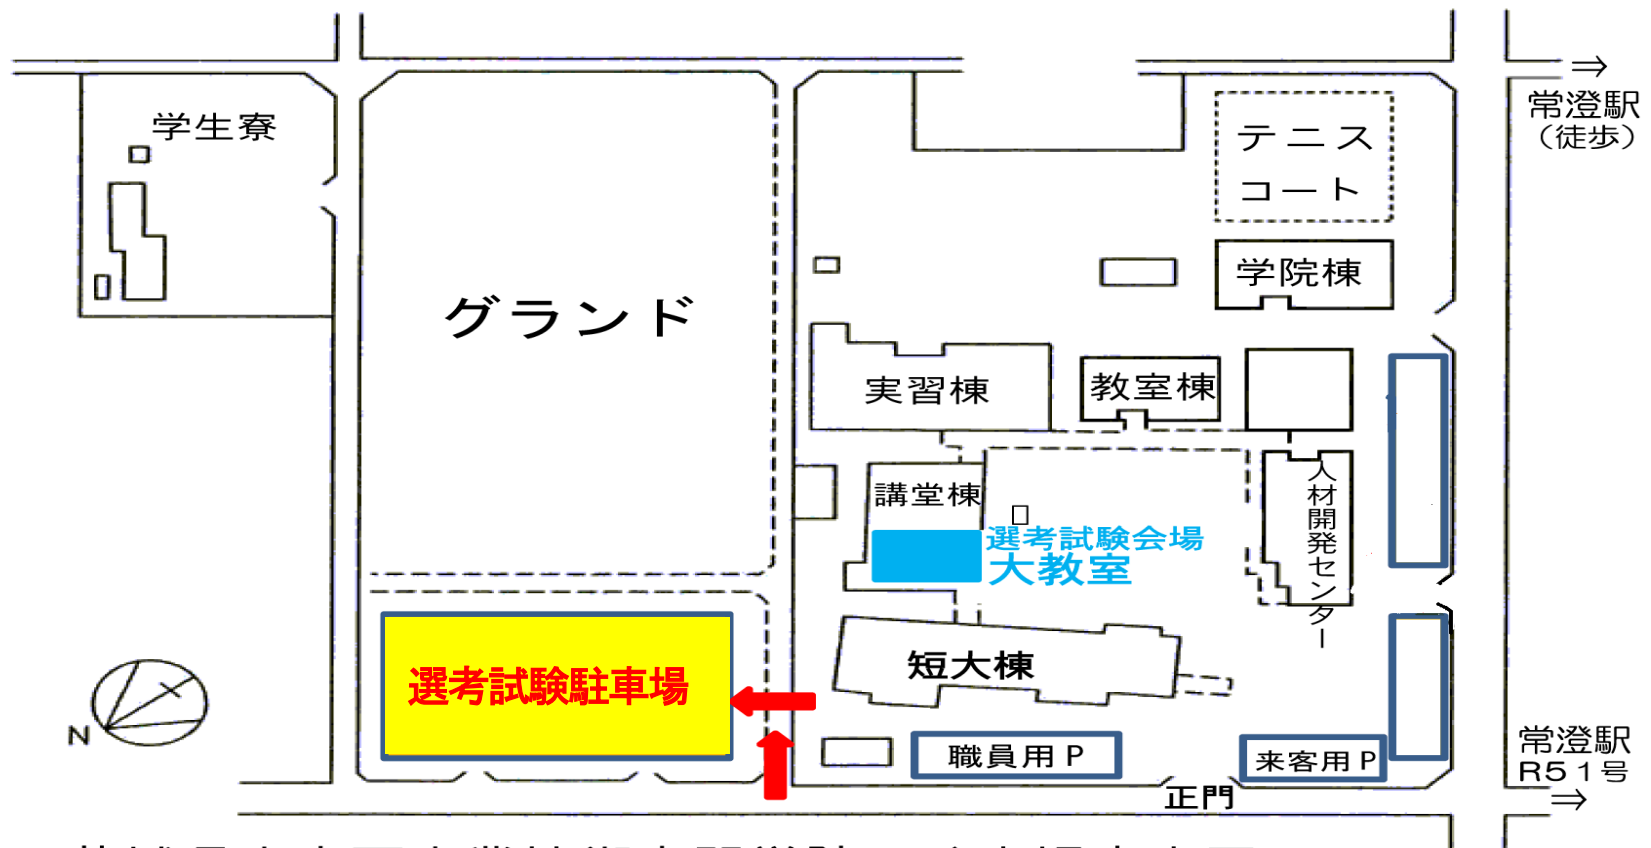 学生寮
常澄駅
（徒歩）
テニス
コート
学院棟
グランド
実習棟
教室棟
講堂棟
人材開発センター
選考試験会場
大教室
選考試験駐車場
短大棟
N
職員用P
来客用P
常澄駅
R51号
正門